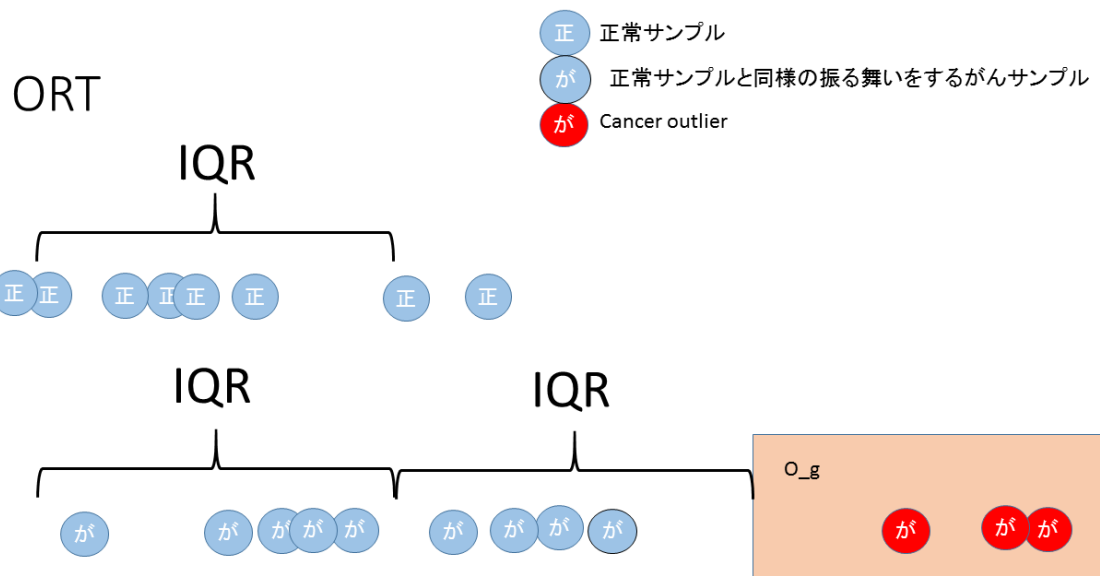 正 正常サンプル
が 正常サンプルと同様の振る舞いをするがんサンプル
が Cancer outlier
ORT
IQR
正 正 正 正 正 正 正 正
IQR IQR
O_g
が が が が が が が が が が が が